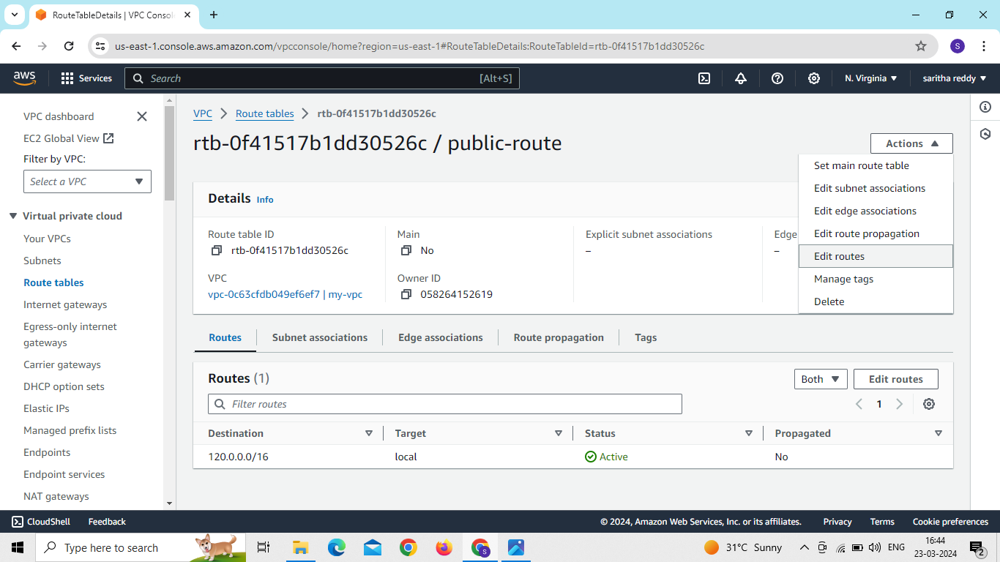 RouteTableDetails | VPC Conso
us-east-1.console.aws.amazon.com/vpcconsole/home?region=us-east-1#RouteTableDetails:RouteTableId=rtb-0f41517b1dd30526c
S
aws
Services
Search
[Alt+S]
N. Virginia
saritha reddy
VPC dashboard
EC2 Global View
Filter by VPC:
Select a VPC
Virtual private cloud
Your VPCs
Subnets
Route tables
Internet gateways
Egress-only internet
gateways
Carrier gateways
DHCP option sets
Elastic IPs
Managed prefix lists
Endpoints
Endpoint services
NAT gateways
VPC
Route tables
rtb-0f41517b1dd30526c
rtb-0f41517b1dd30526c / public-route
Actions
Set main route table
Edit subnet associations
Edit edge associations
Edit route propagation
Edit routes
Manage tags
Delete
Details Info
Route table ID
rtb-0f41517b1dd30526c
Main
No
Explicit subnet associations
–
Edge
–
VPC
vpc-0c63cfdb049ef6ef7 | my-vpc
Owner ID
058264152619
Routes
Subnet associations
Edge associations
Route propagation
Tags
Routes (1)
Both
Edit routes
Filter routes
1
Destination
Target
Status
Propagated
120.0.0.0/16
local
Active
No
CloudShell
Feedback
© 2024, Amazon Web Services, Inc. or its affiliates.
Privacy
Terms
Cookie preferences
Type here to search
S
31°C Sunny
ENG
16:44
23-03-2024
2